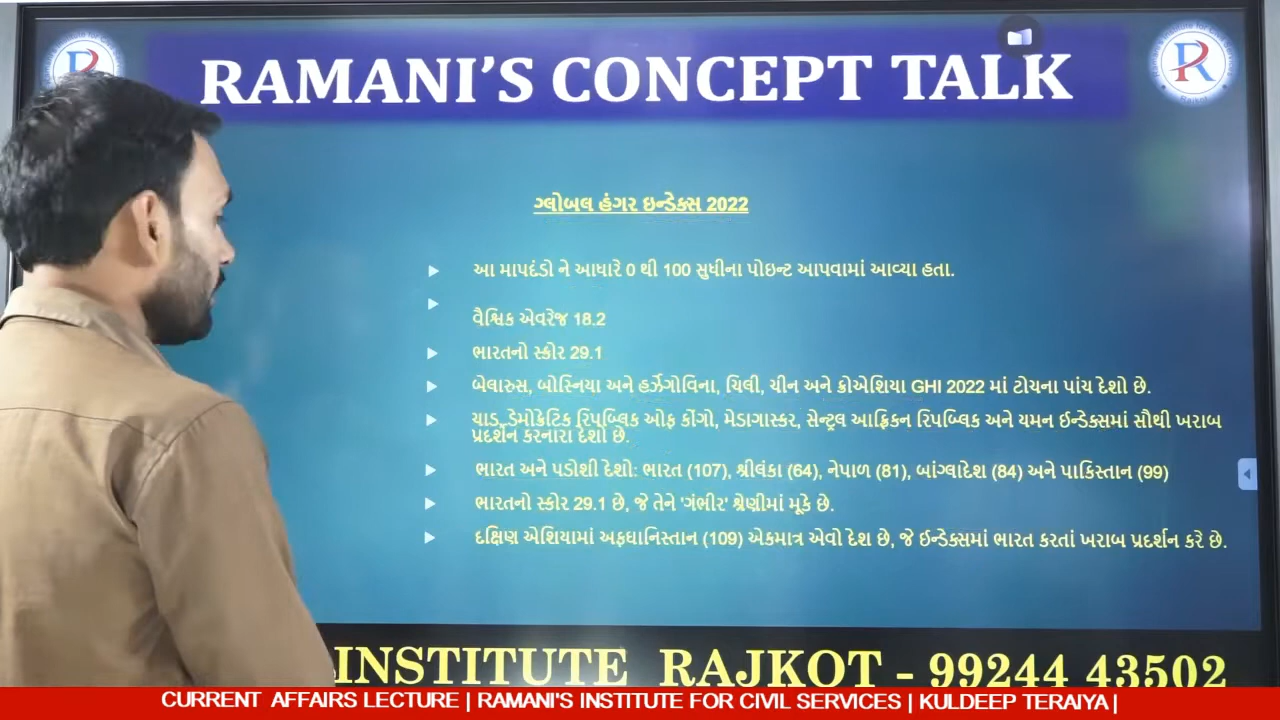 RAMANI'S CONCEPT TALK
ગ્લોબલ હંગર ઇન્ડેક્સ 2022
આ માપદંડો ને આધારે 0 થી 100 સુધીના પોઇન્ટ આપવામાં આવ્યા હતા.
વૈશ્વિક એવરેજ 18.2
ભારતનો સ્કોર 29.1
બેલારુસ, બોસ્નિયા અને હર્ઝેગોવિના, ચિલી, ચીન અને ક્રોએશિયા GHI 2022 માં ટોચના પાંચ દેશો છે.
ચાડ, ડેમોક્રેટિક રિપબ્લિક ઓફ કોંગો, મેડાગાસ્કર, સેન્ટ્રલ આફ્રિકન રિપબ્લિક અને યમન ઈન્ડેક્સમાં સૌથી ખરાબ
પ્રદર્શન કરનારા દેશો છે.
ભારત અને પડોશી દેશો: ભારત (107), શ્રીલંકા (64), નેપાળ (81), બાંગ્લાદેશ (84) અને પાકિસ્તાન (99)
ભારતનો સ્કોર 29.1 છે, જે તેને 'ગંભીર' શ્રેણીમાં મૂકે છે.
દક્ષિણ એશિયામાં અફઘાનિસ્તાન (109) એકમાત્ર એવો દેશ છે, જે ઈન્ડેક્સમાં ભારત કરતાં ખરાબ પ્રદર્શન કરે છે.
INSTITUTE RAJKOT - 99244 43502
CURRENT AFFAIRS LECTURE | RAMANI'S INSTITUTE FOR CIVIL SERVICES | KULDEEP TERAIYA |